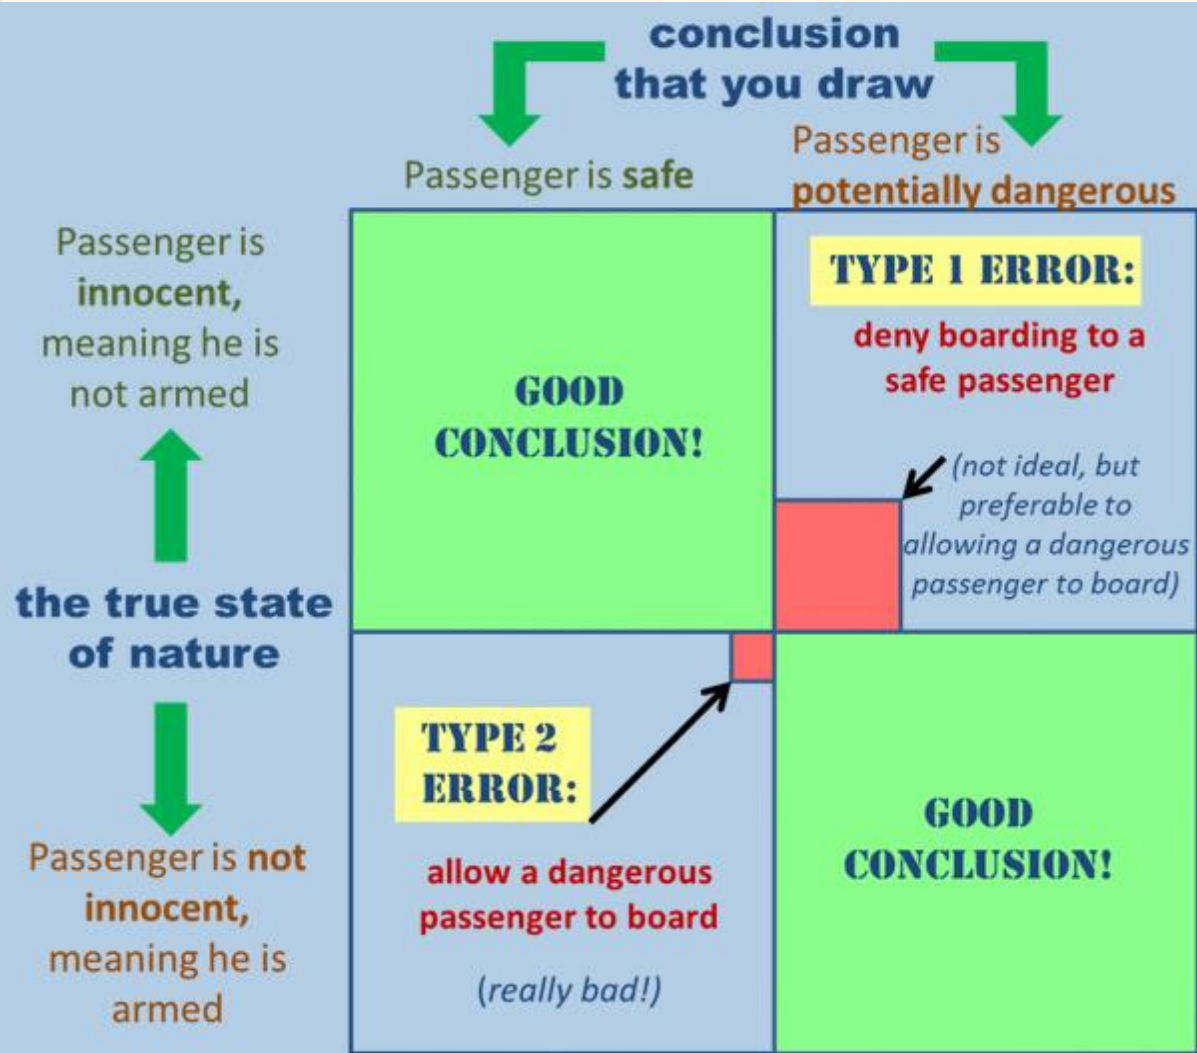 conclusion
that you draw
Passenger is safe
Passenger is
potentially dangerous
Passenger is
innocent,
meaning he is
not armed
GOOD
CONCLUSION!
TYPE 1 ERROR:
deny boarding to a
safe passenger
(not ideal, but
preferable to
allowing a dangerous
passenger to board)
the true state
of nature
TYPE 2
ERROR:
allow a dangerous
passenger to board
(really bad!)
GOOD
CONCLUSION!
Passenger is not
innocent,
meaning he is
armed